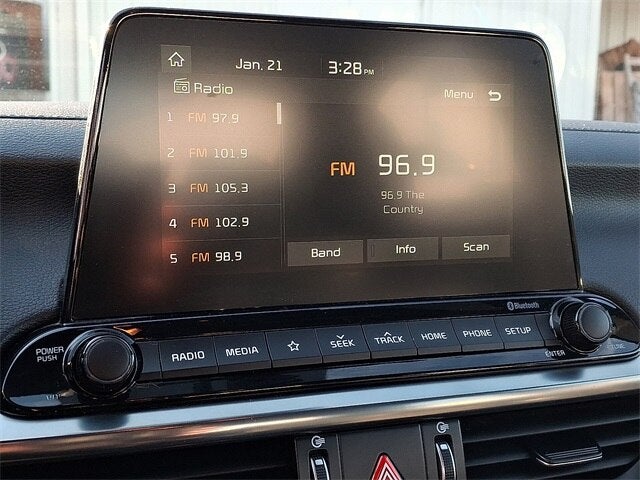 Jan. 21 3:28 PM
Radio
Menu
1 FM 97.9
2 FM 101.9
3 FM 105.3
4 FM 102.9
5 FM 98.9
FM 96.9
96.9 The
Country
Band Info Scan
Bluetooth
POWER
PUSH
RADIO MEDIA SEEK TRACK HOME PHONE SETUP
ENTER
TUNE